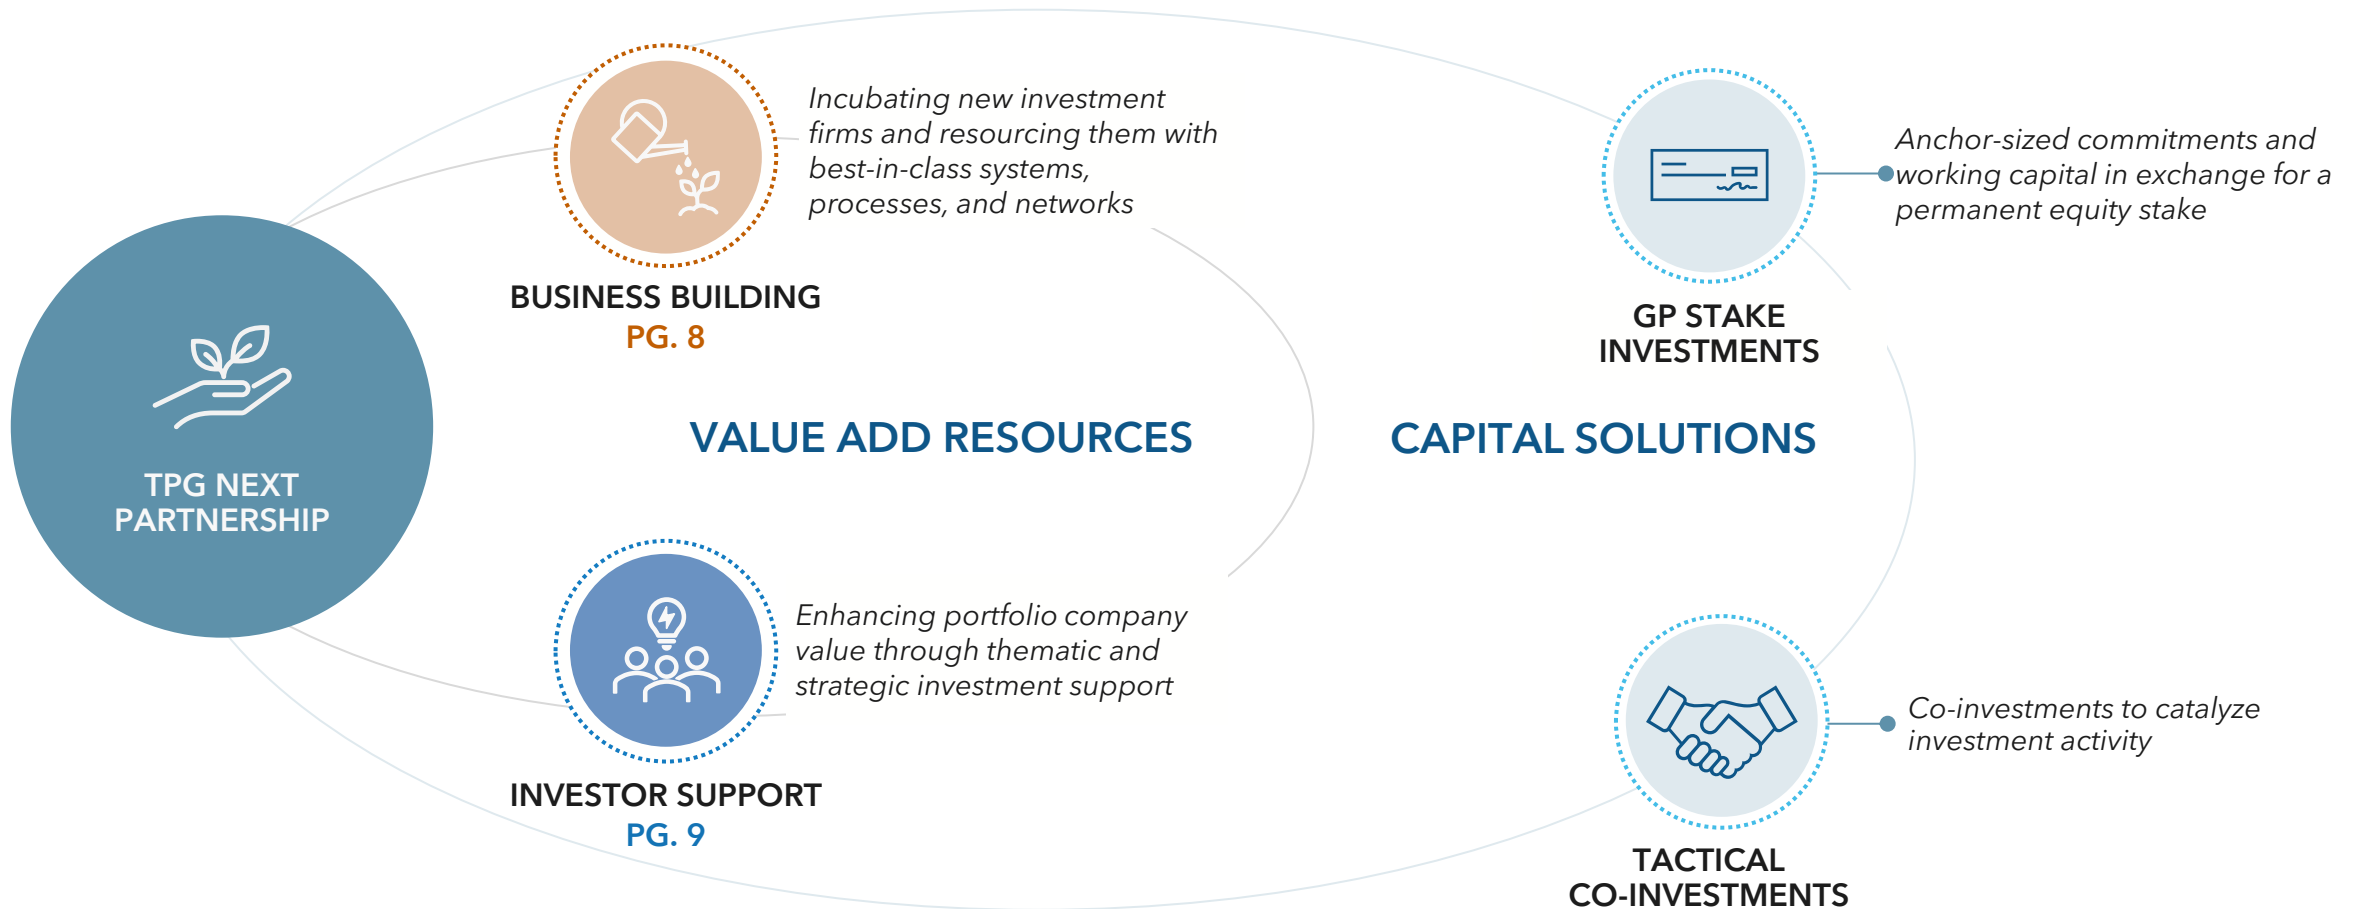 TPG NEXT
PARTNERSHIP
Incubating new investment
firms and resourcing them with
best-in-class systems,
processes, and networks
BUSINESS BUILDING
PG. 8
VALUE ADD RESOURCES
Enhancing portfolio company
value through thematic and
strategic investment support
INVESTOR SUPPORT
PG. 9
Anchor-sized commitments and
working capital in exchange for a
permanent equity stake
GP STAKE
INVESTMENTS
CAPITAL SOLUTIONS
Co-investments to catalyze
investment activity
TACTICAL
CO-INVESTMENTS